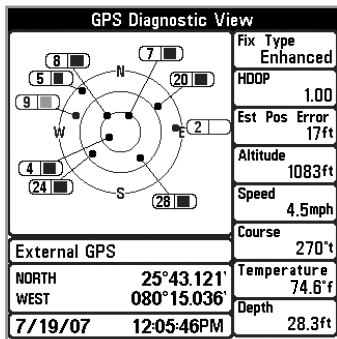 GPS Diagnostic View
8
7
N
5
20
9
W
E
2
4
24
S
28
External GPS
NORTH 25°43.121'
WEST 080°15.036'
7/19/07 12:05:46PM
Fix Type
Enhanced
HDOP
1.00
Est Pos Error
17ft
Altitude
1083ft
Speed
4.5mph
Course
270°t
Temperature
74.6°f
Depth
28.3ft